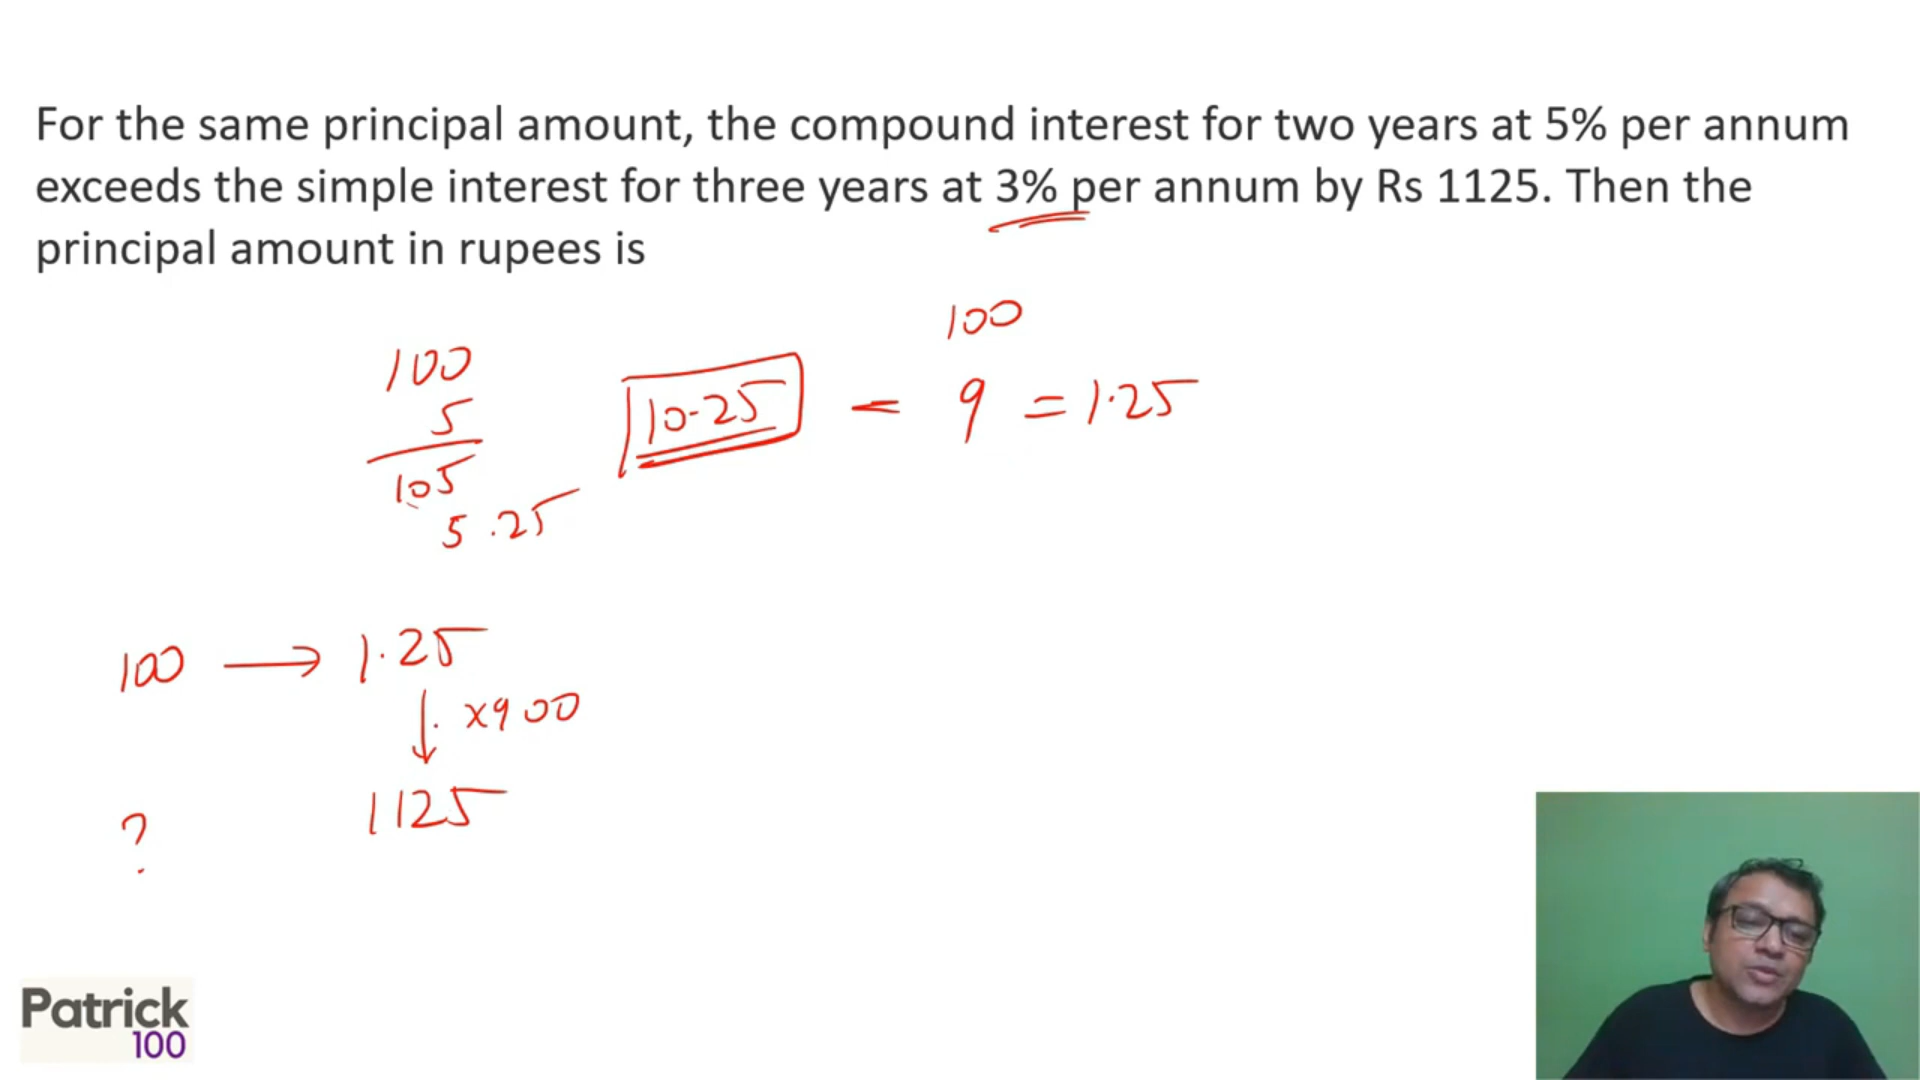 For the same principal amount, the compound interest for two years at 5% per annum
exceeds the simple interest for three years at 3% per annum by Rs 1125. Then the
principal amount in rupees is
100
100
5
10.25 - 9 = 1.25
105
5.25
100 → 1.25
↓ x900
? 1125
Patrick
100